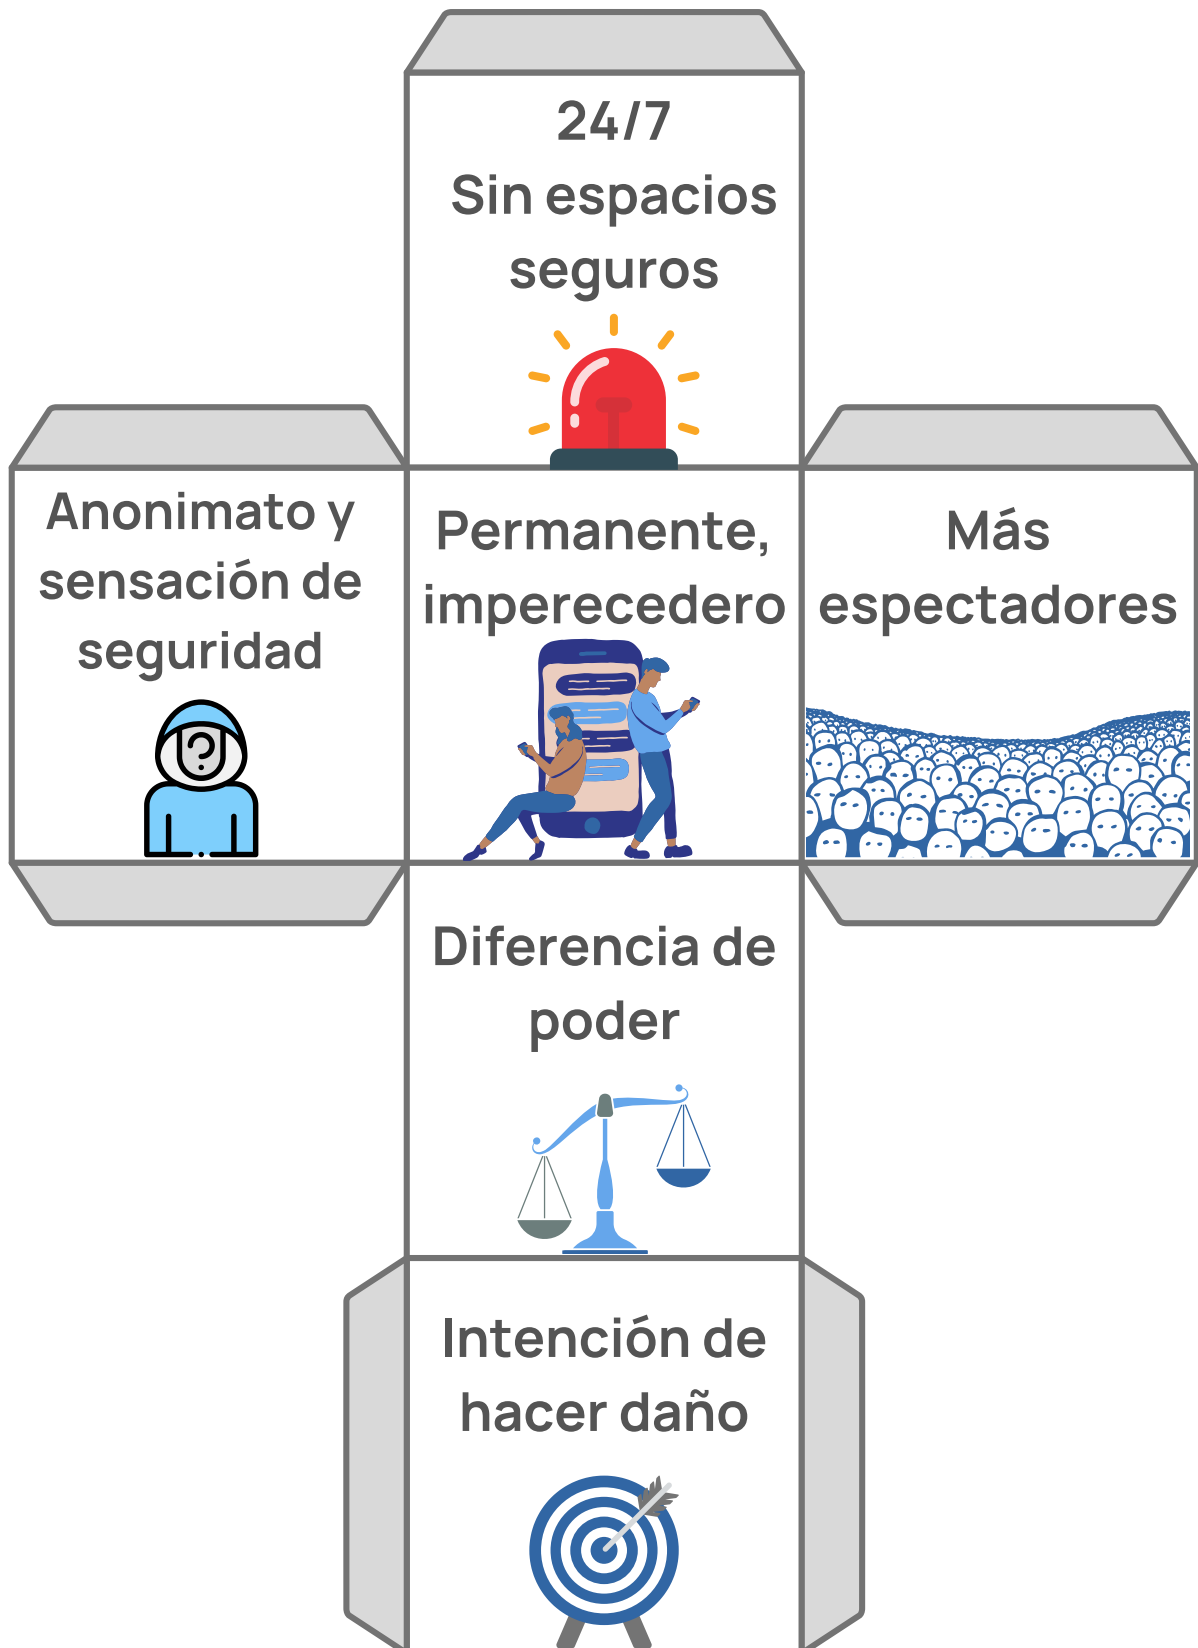 24/7
Sin espacios
seguros
Anonimato y
sensación de
seguridad
Permanente,
imperecedero
Más
espectadores
Diferencia de
poder
Intención de
hacer daño